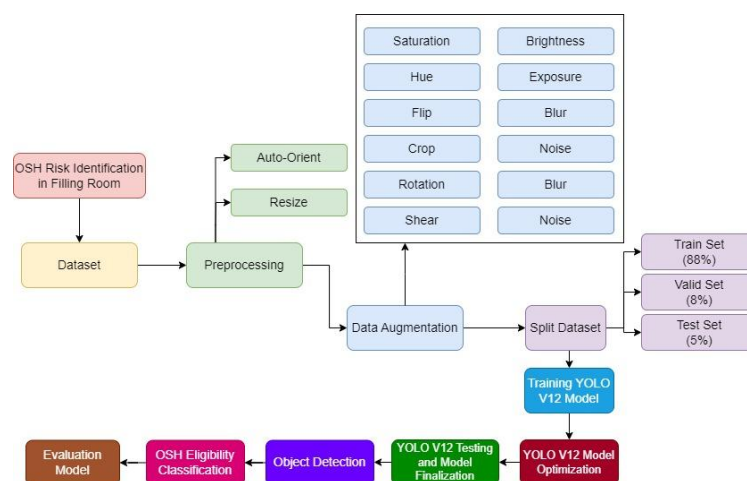 Saturation
Brightness
Hue
Exposure
Flip
Blur
Crop
Noise
Rotation
Blur
Shear
Noise
OSH Risk Identification
in Filling Room
Auto-Orient
Resize
Dataset
Preprocessing
Data Augmentation
Split Dataset
Train Set
(88%)
Valid Set
(8%)
Test Set
(5%)
Training YOLO
V12 Model
YOLO V12 Model
Optimization
YOLO V12 Testing
and Model
Finalization
Object Detection
OSH Eligibility
Classification
Evaluation
Model